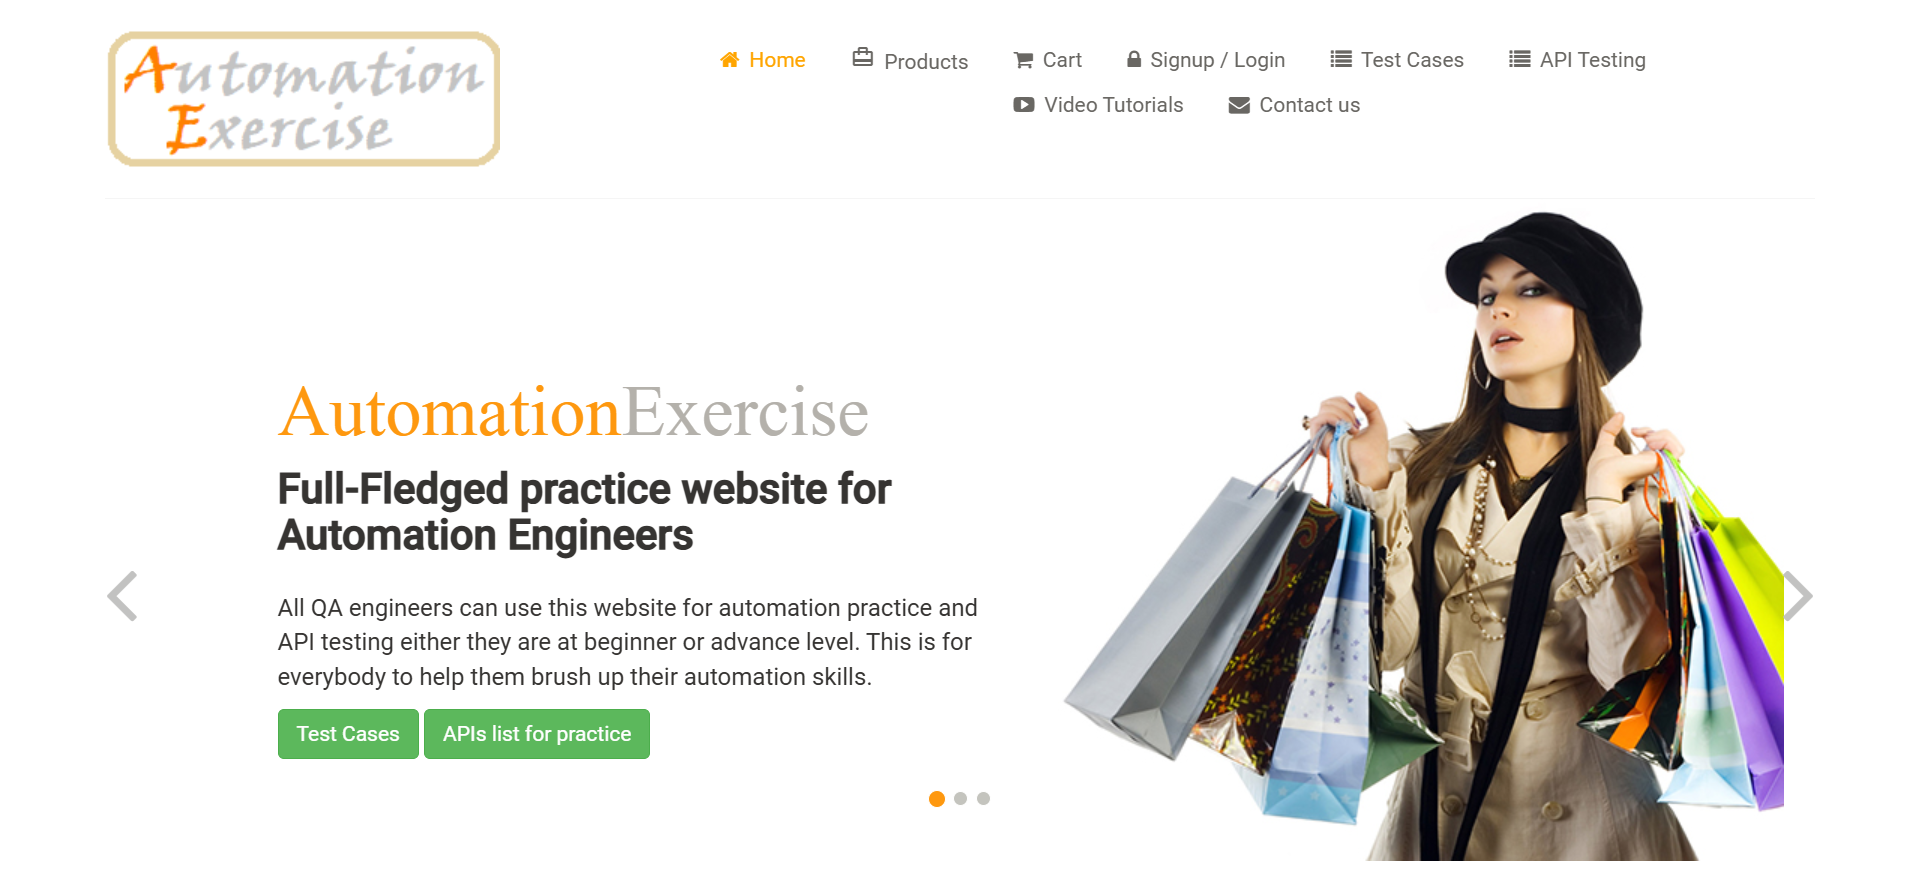 Automation
Exercise
Home
Products
Cart
Signup / Login
Test Cases
API Testing
Video Tutorials
Contact us
AutomationExercise
Full-Fledged practice website for
Automation Engineers
All QA engineers can use this website for automation practice and
API testing either they are at beginner or advance level. This is for
everybody to help them brush up their automation skills.
Test Cases
APIs list for practice